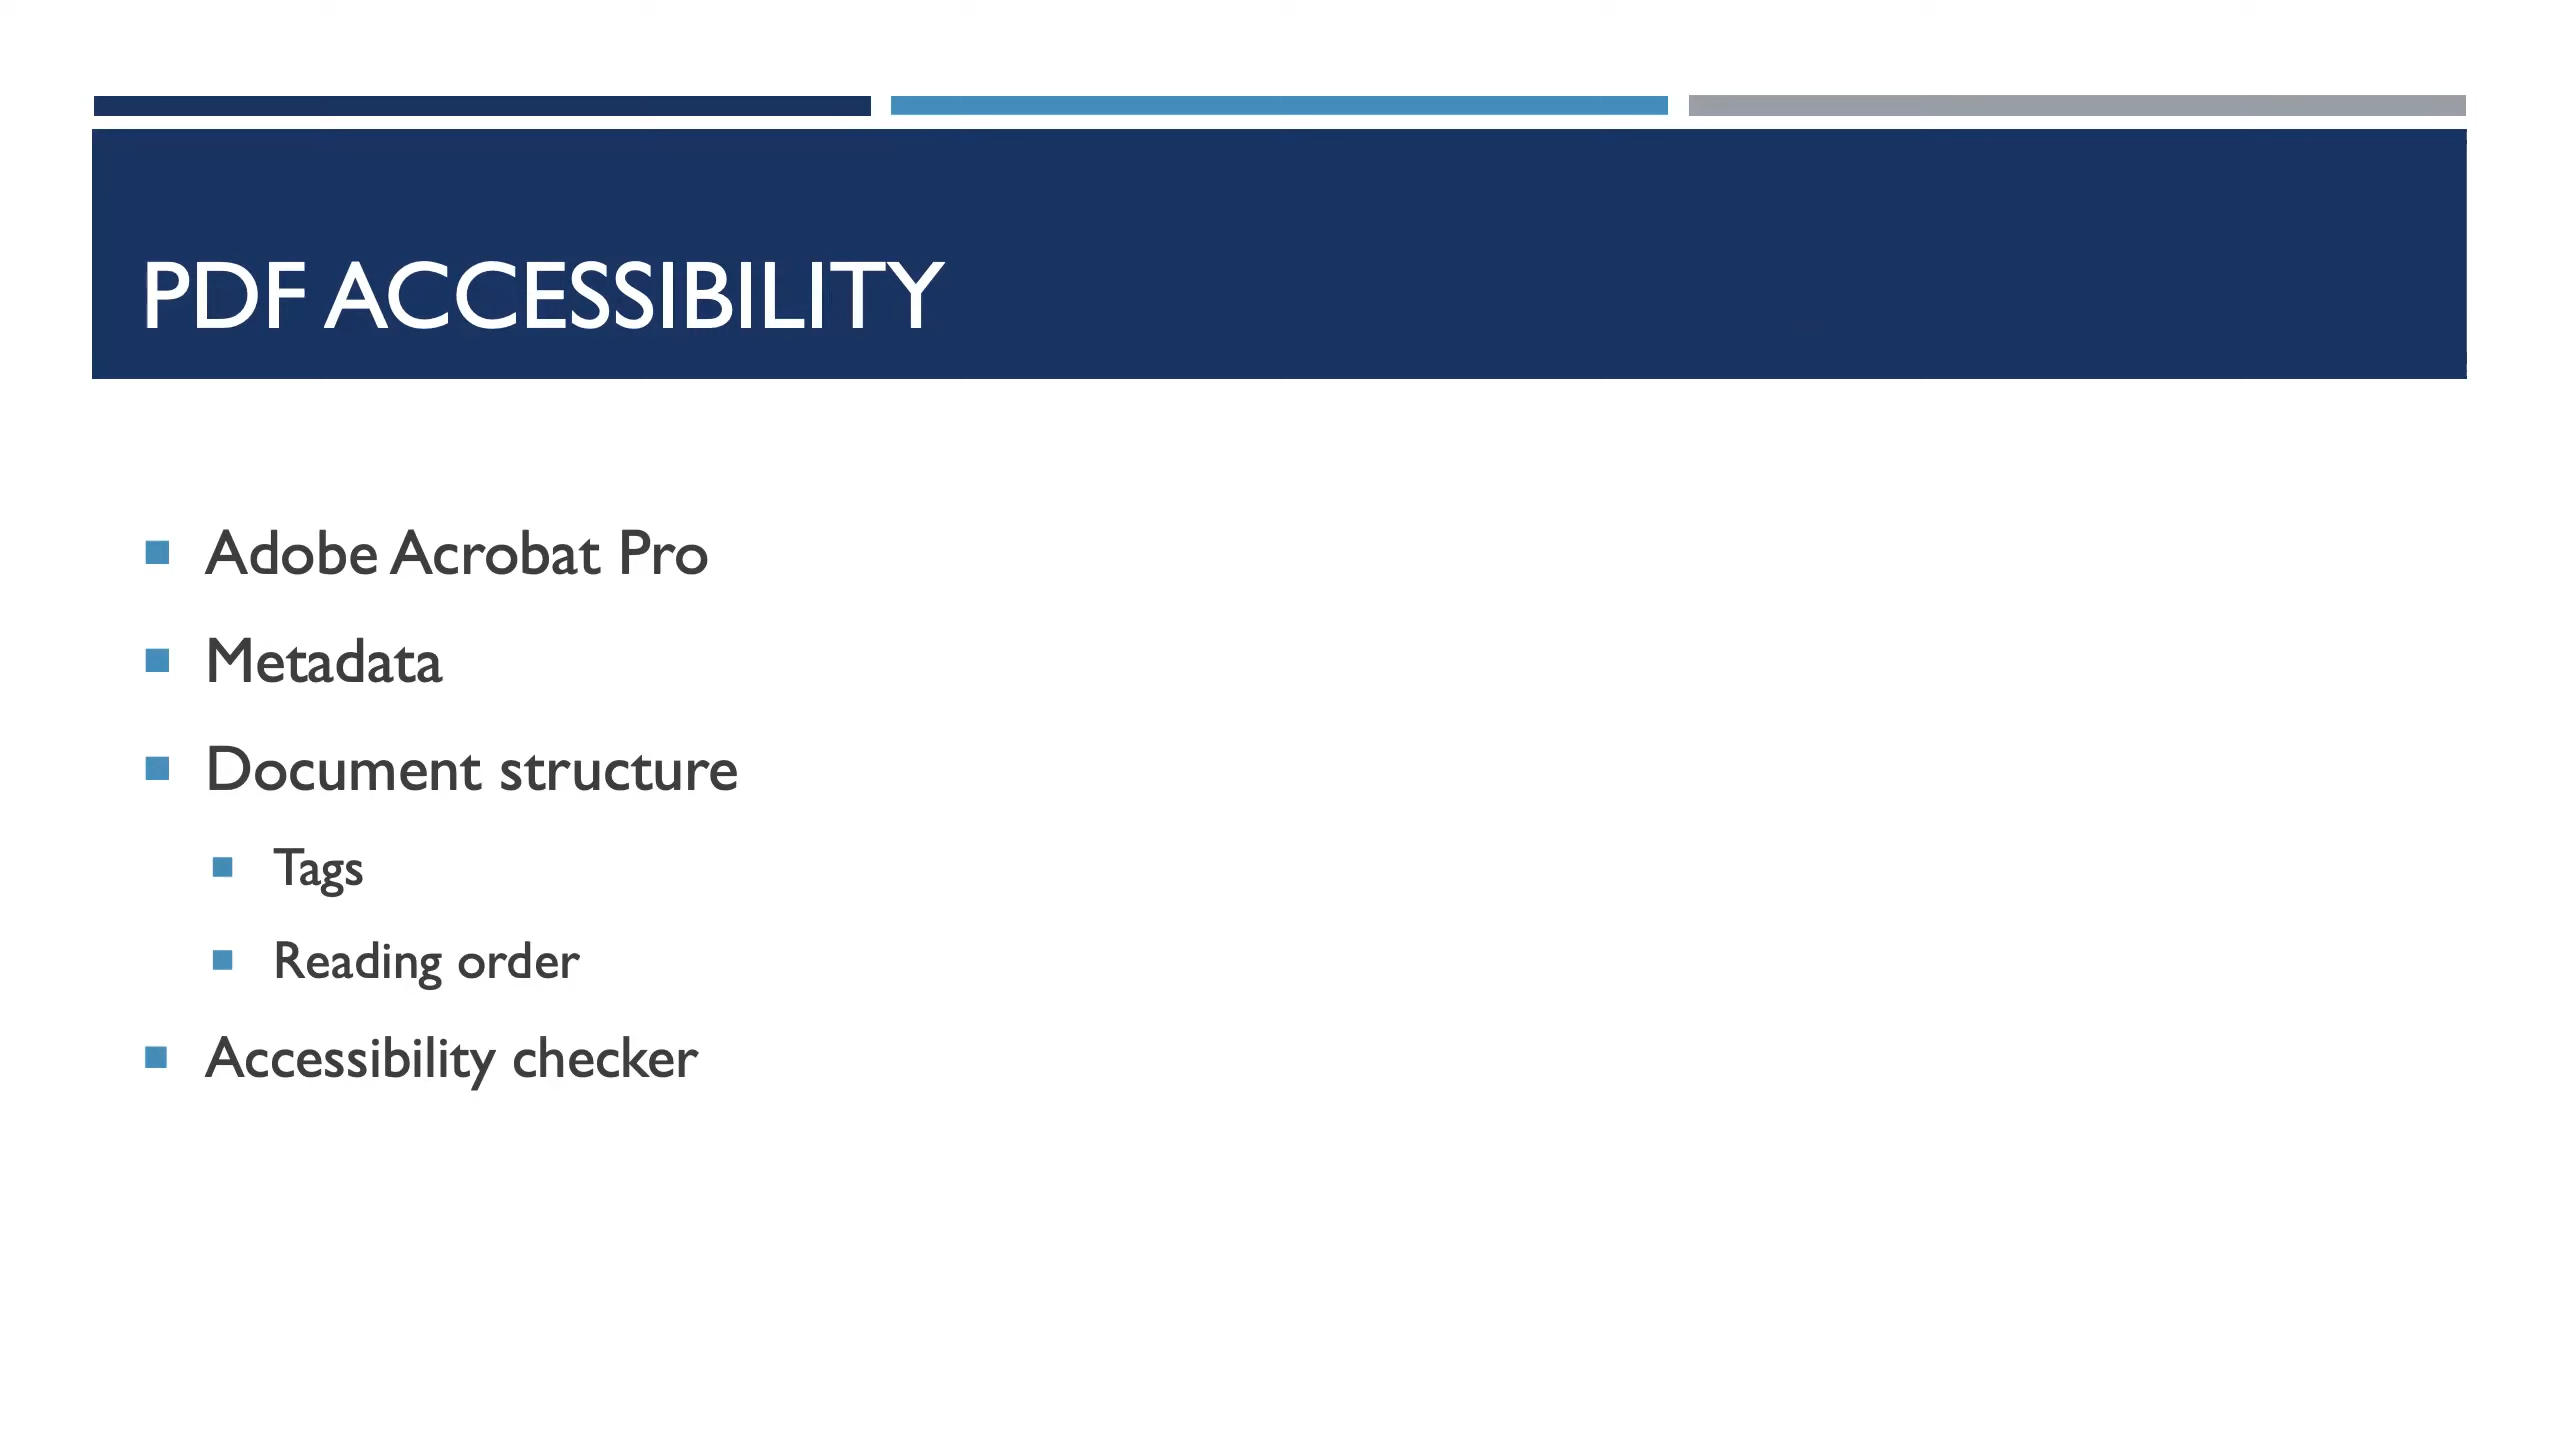 PDF ACCESSIBILITY
Adobe Acrobat Pro
Metadata
Document structure
Tags
Reading order
Accessibility checker